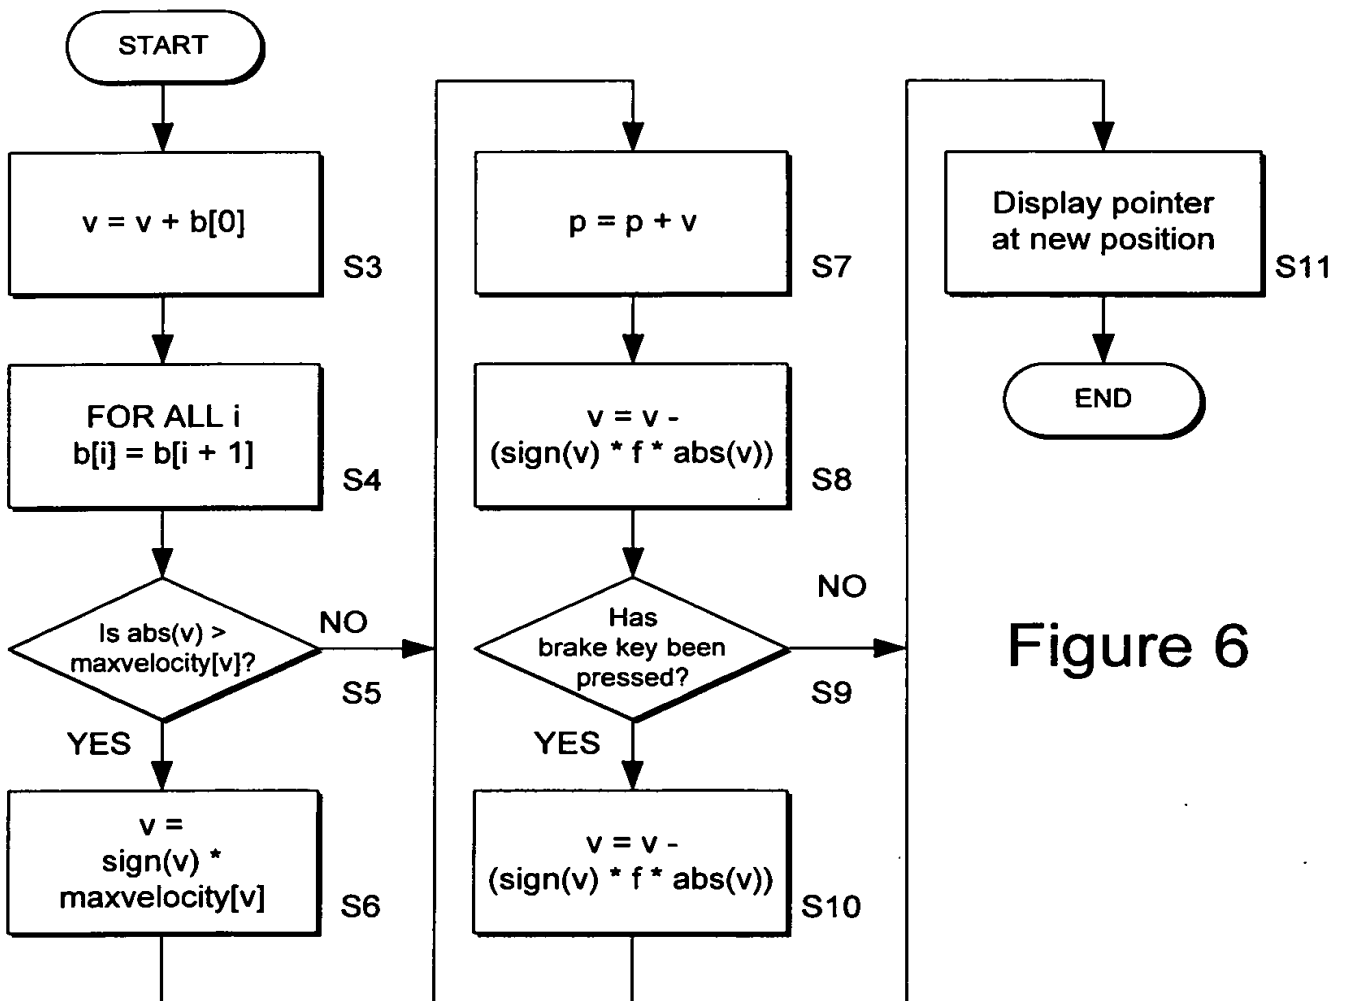 START
v = v + b[0]
S3
FOR ALL i
b[i] = b[i + 1]
S4
Is abs(v) >
maxvelocity[v]?
NO
S5
YES
v =
sign(v) *
maxvelocity[v]
S6
p = p + v
S7
v = v -
(sign(v) * f * abs(v))
S8
Has
brake key been
pressed?
NO
S9
YES
v = v -
(sign(v) * f * abs(v))
S10
Display pointer
at new position
S11
END
Figure 6